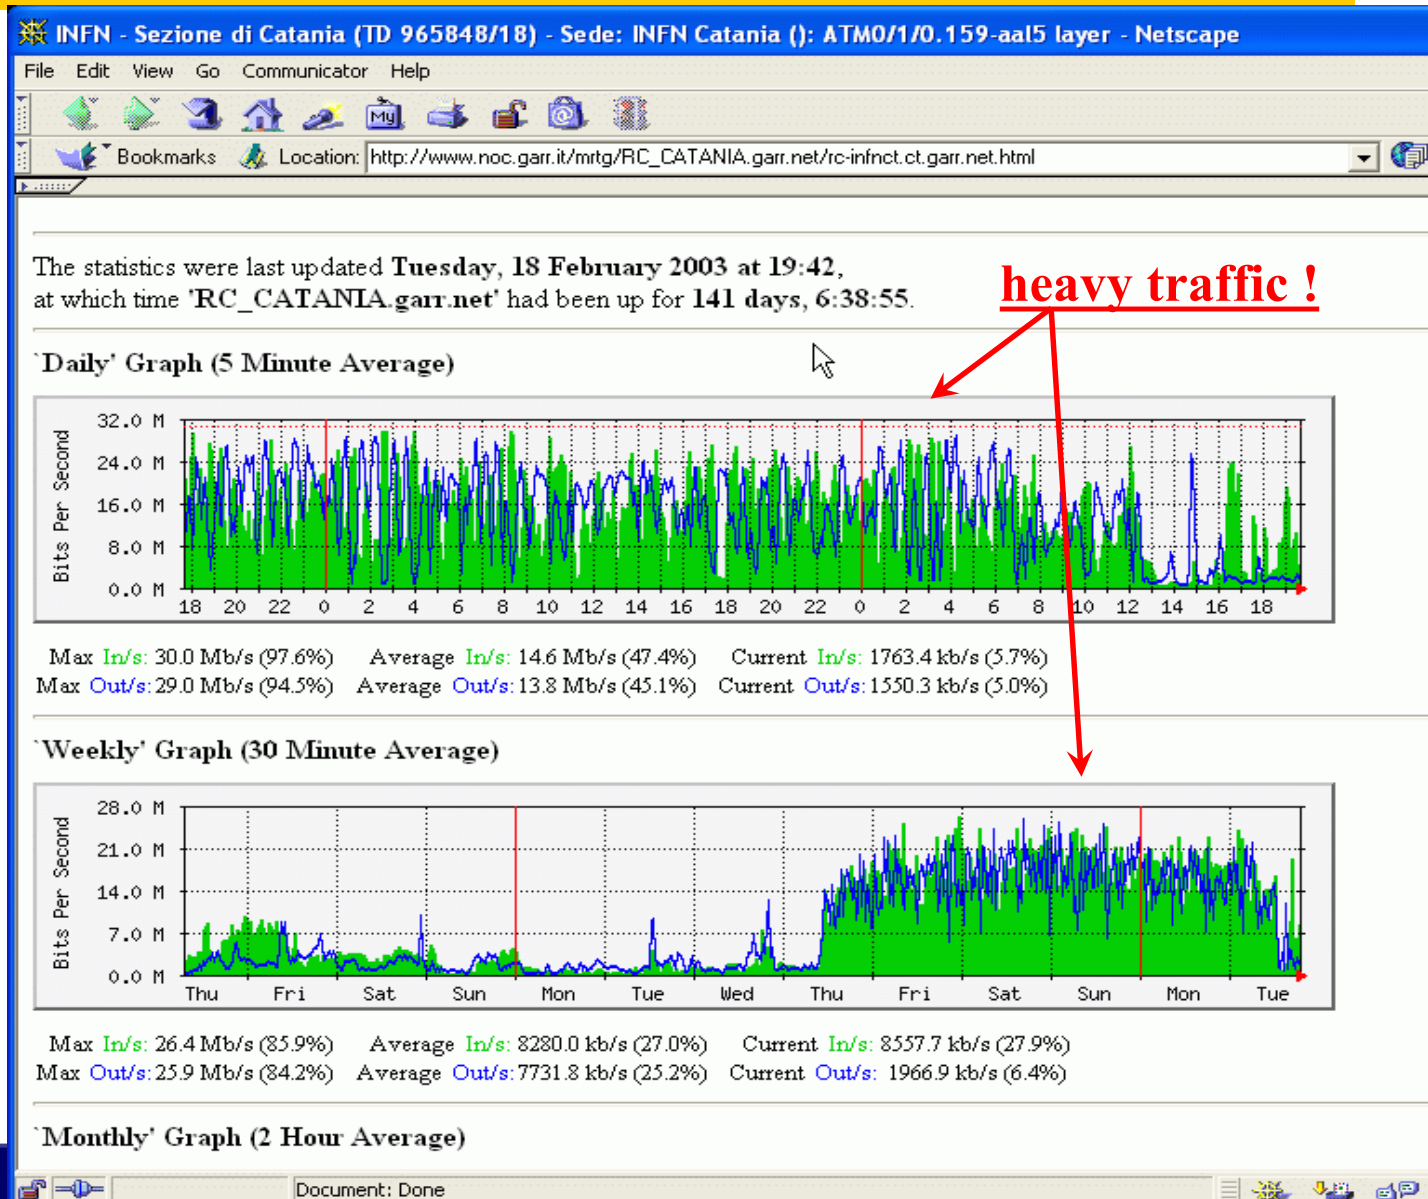 INFN - Sezione di Catania (TD 965848/18) - Sede: INFN Catania (): ATM0/1/0.159-aal5 layer - Netscape
File Edit View Go Communicator Help
My
Bookmarks Location: http://www.noc.garr.it/mrtg/RC_CATANIA.garr.net/rc-infnct.ct.garr.net.html
The statistics were last updated Tuesday, 18 February 2003 at 19:42,
at which time 'RC_CATANIA.garr.net' had been up for 141 days, 6:38:55.
heavy traffic !
`Daily' Graph (5 Minute Average)
Bits Per Second
32.0 M
24.0 M
16.0 M
8.0 M
0.0 M
18 20 22 0 2 4 6 8 10 12 14 16 18 20 22 0 2 4 6 8 10 12 14 16 18
Max In/s: 30.0 Mb/s (97.6%) Average In/s: 14.6 Mb/s (47.4%) Current In/s: 1763.4 kb/s (5.7%)
Max Out/s: 29.0 Mb/s (94.5%) Average Out/s: 13.8 Mb/s (45.1%) Current Out/s: 1550.3 kb/s (5.0%)
`Weekly' Graph (30 Minute Average)
Bits Per Second
28.0 M
21.0 M
14.0 M
7.0 M
0.0 M
Thu Fri Sat Sun Mon Tue Wed Thu Fri Sat Sun Mon Tue
Max In/s: 26.4 Mb/s (85.9%) Average In/s: 8280.0 kb/s (27.0%) Current In/s: 8557.7 kb/s (27.9%)
Max Out/s: 25.9 Mb/s (84.2%) Average Out/s: 7731.8 kb/s (25.2%) Current Out/s: 1966.9 kb/s (6.4%)
`Monthly' Graph (2 Hour Average)
Document: Done